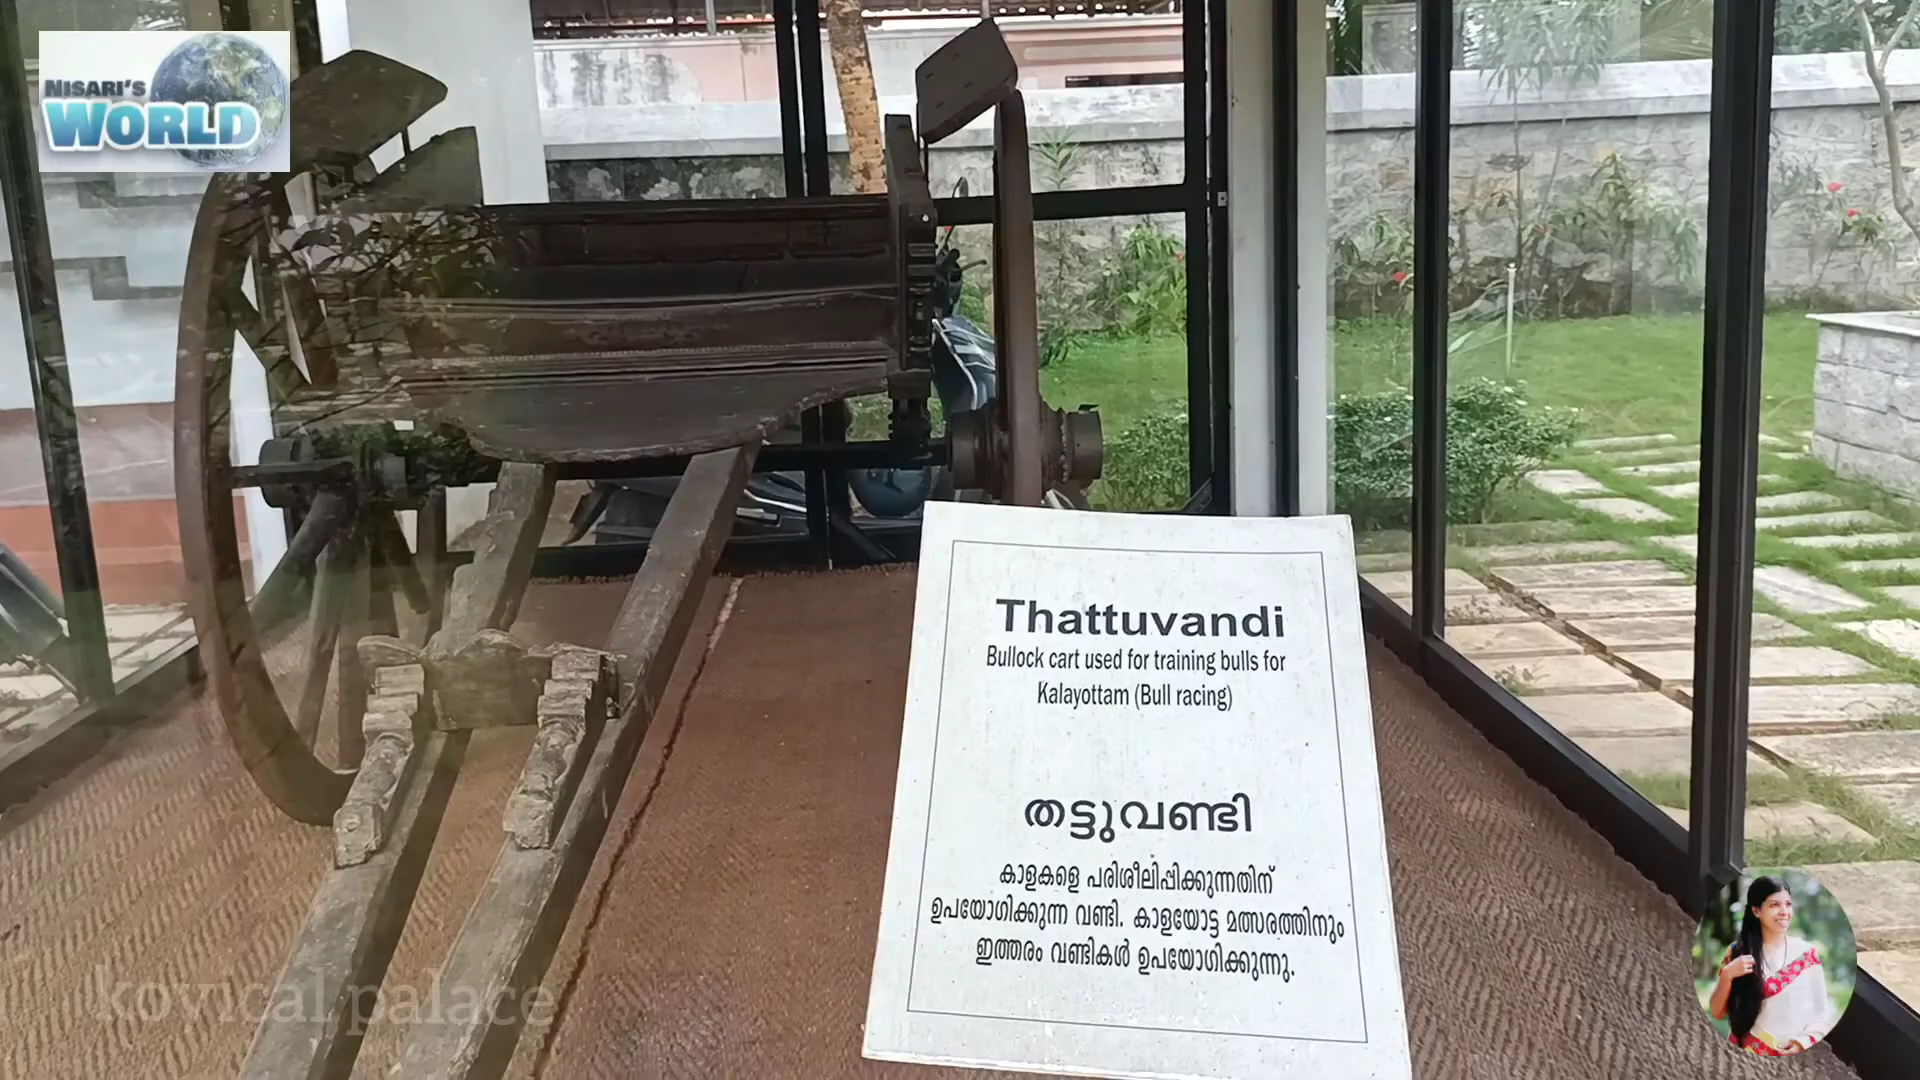 NISARI'S
WORLD
Thattuvandi
Bullock cart used for training bulls for
Kalayottam (Bull racing)
തട്ടുവണ്ടി
കാളകളെ പരിശീലിപ്പിക്കുന്നതിന്
ഉപയോഗിക്കുന്ന വണ്ടി. കാളയോട്ട മത്സരത്തിനും
ഇത്തരം വണ്ടികൾ ഉപയോഗിക്കുന്നു.
kovical palace